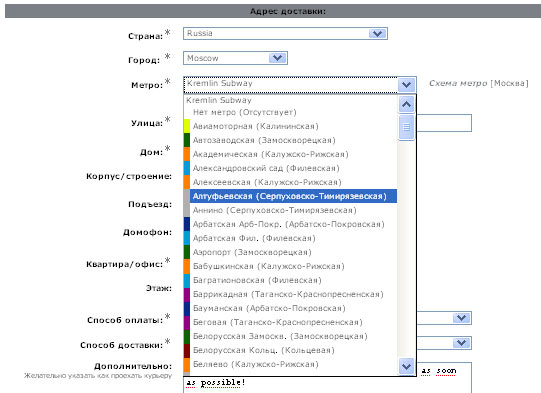 Адрес доставки:
Страна:* Russia
Город:* Moscow
Метро:* Kremlin Subway Схема метро [Москва]
Kremlin Subway
Нет метро (Отсутствует)
Улица:* Авиамоторная (Калининская)
Автозаводская (Замоскворецкая)
Дом:* Академическая (Калужско-Рижская)
Александровский сад (Филевская)
Корпус/строение: Алексеевская (Калужско-Рижская)
Алтуфьевская (Серпуховско-Тимирязевская)
Подъезд: Аннино (Серпуховско-Тимирязевская)
Арбатская Арб-Покр. (Арбатско-Покровская)
Домофон: Арбатская Фил. (Филевская)
Аэропорт (Замоскворецкая)
Квартира/офис:* Бабушкинская (Калужско-Рижская)
Багратионовская (Филевская)
Этаж: Баррикадная (Таганско-Краснопресненская)
Бауманская (Арбатско-Покровская)
Способ оплаты:* Беговая (Таганско-Краснопресненская)
Белорусская Замоскв. (Замоскворецкая)
Способ доставки:* Белорусская Кольц. (Кольцевая)
Дополнительно: Беляево (Калужско-Рижская) as soon
Желательно указать как проехать курьеру as possible!